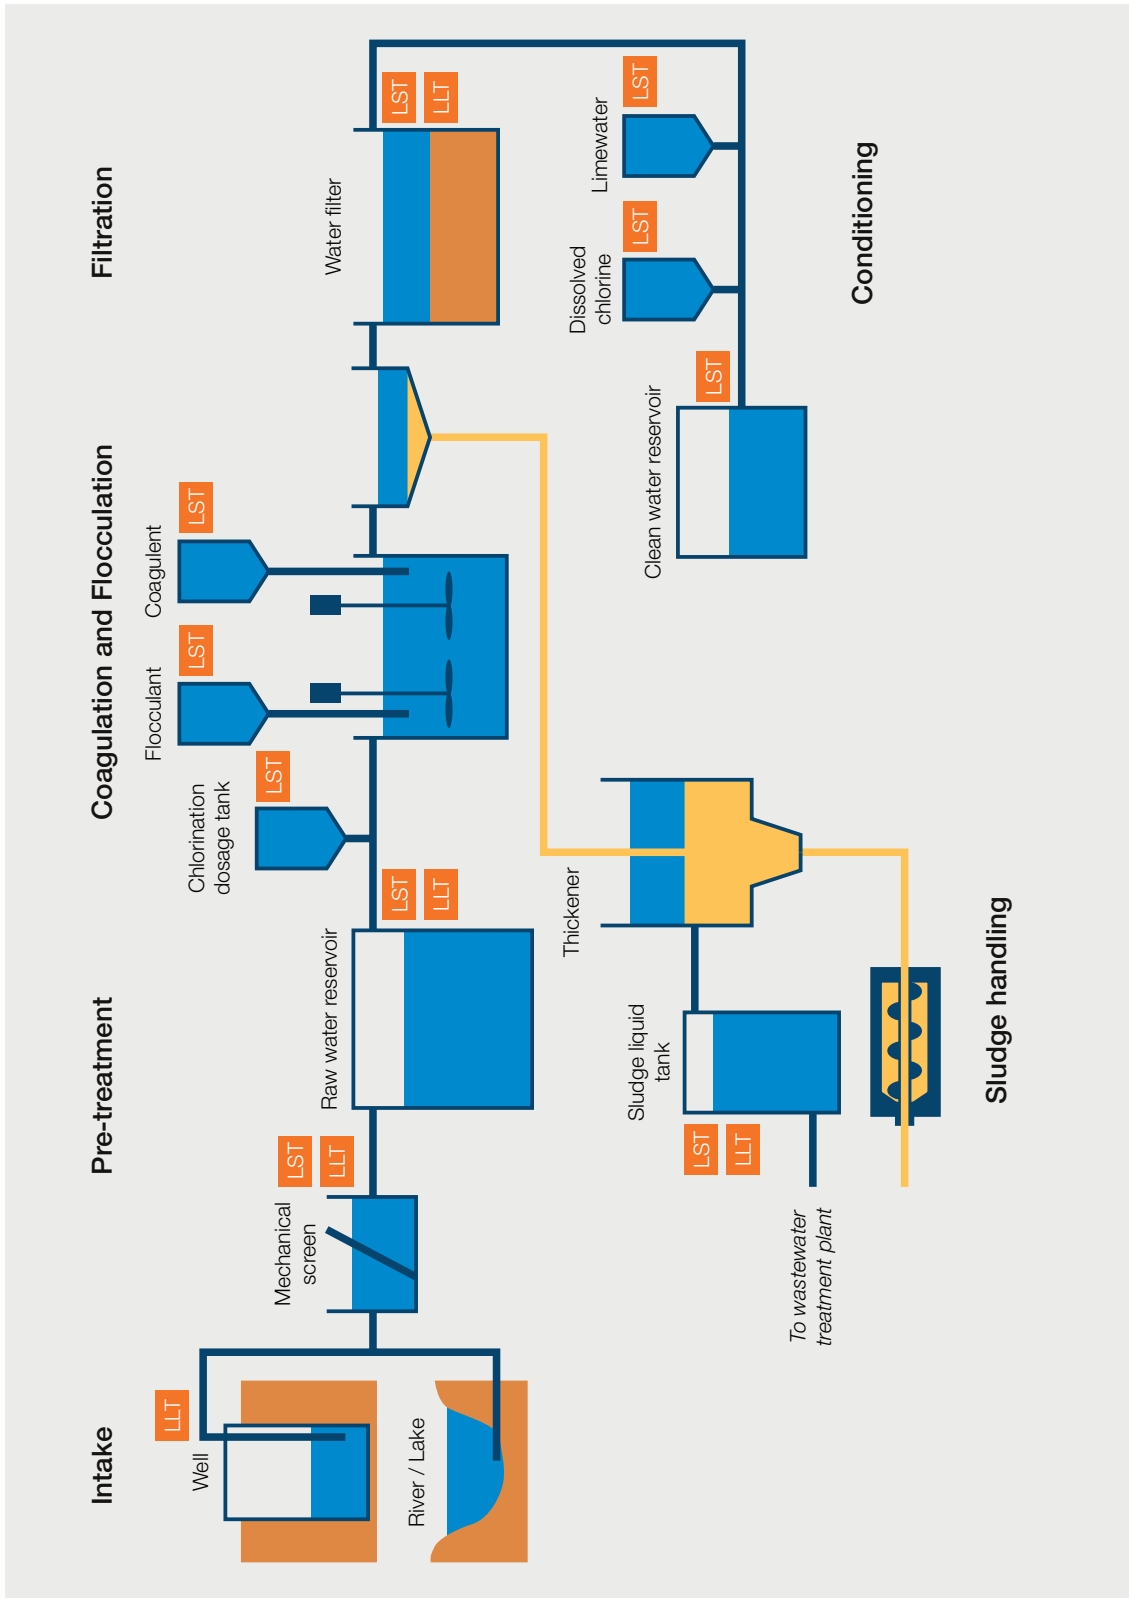 Intake
Pre-treatment
Coagulation and Flocculation
Filtration
LLT
Well
River / Lake
Mechanical
screen
LST
LLT
Raw water reservoir
LST
LLT
Chlorination
dosage tank
LST
Flocculant
LST
Coagulent
LST
Water filter
LST
LLT
Limewater
LST
Dissolved
chlorine
LST
Clean water reservoir
LST
Conditioning
Thickener
Sludge liquid
tank
LST
LLT
To wastewater
treatment plant
Sludge handling